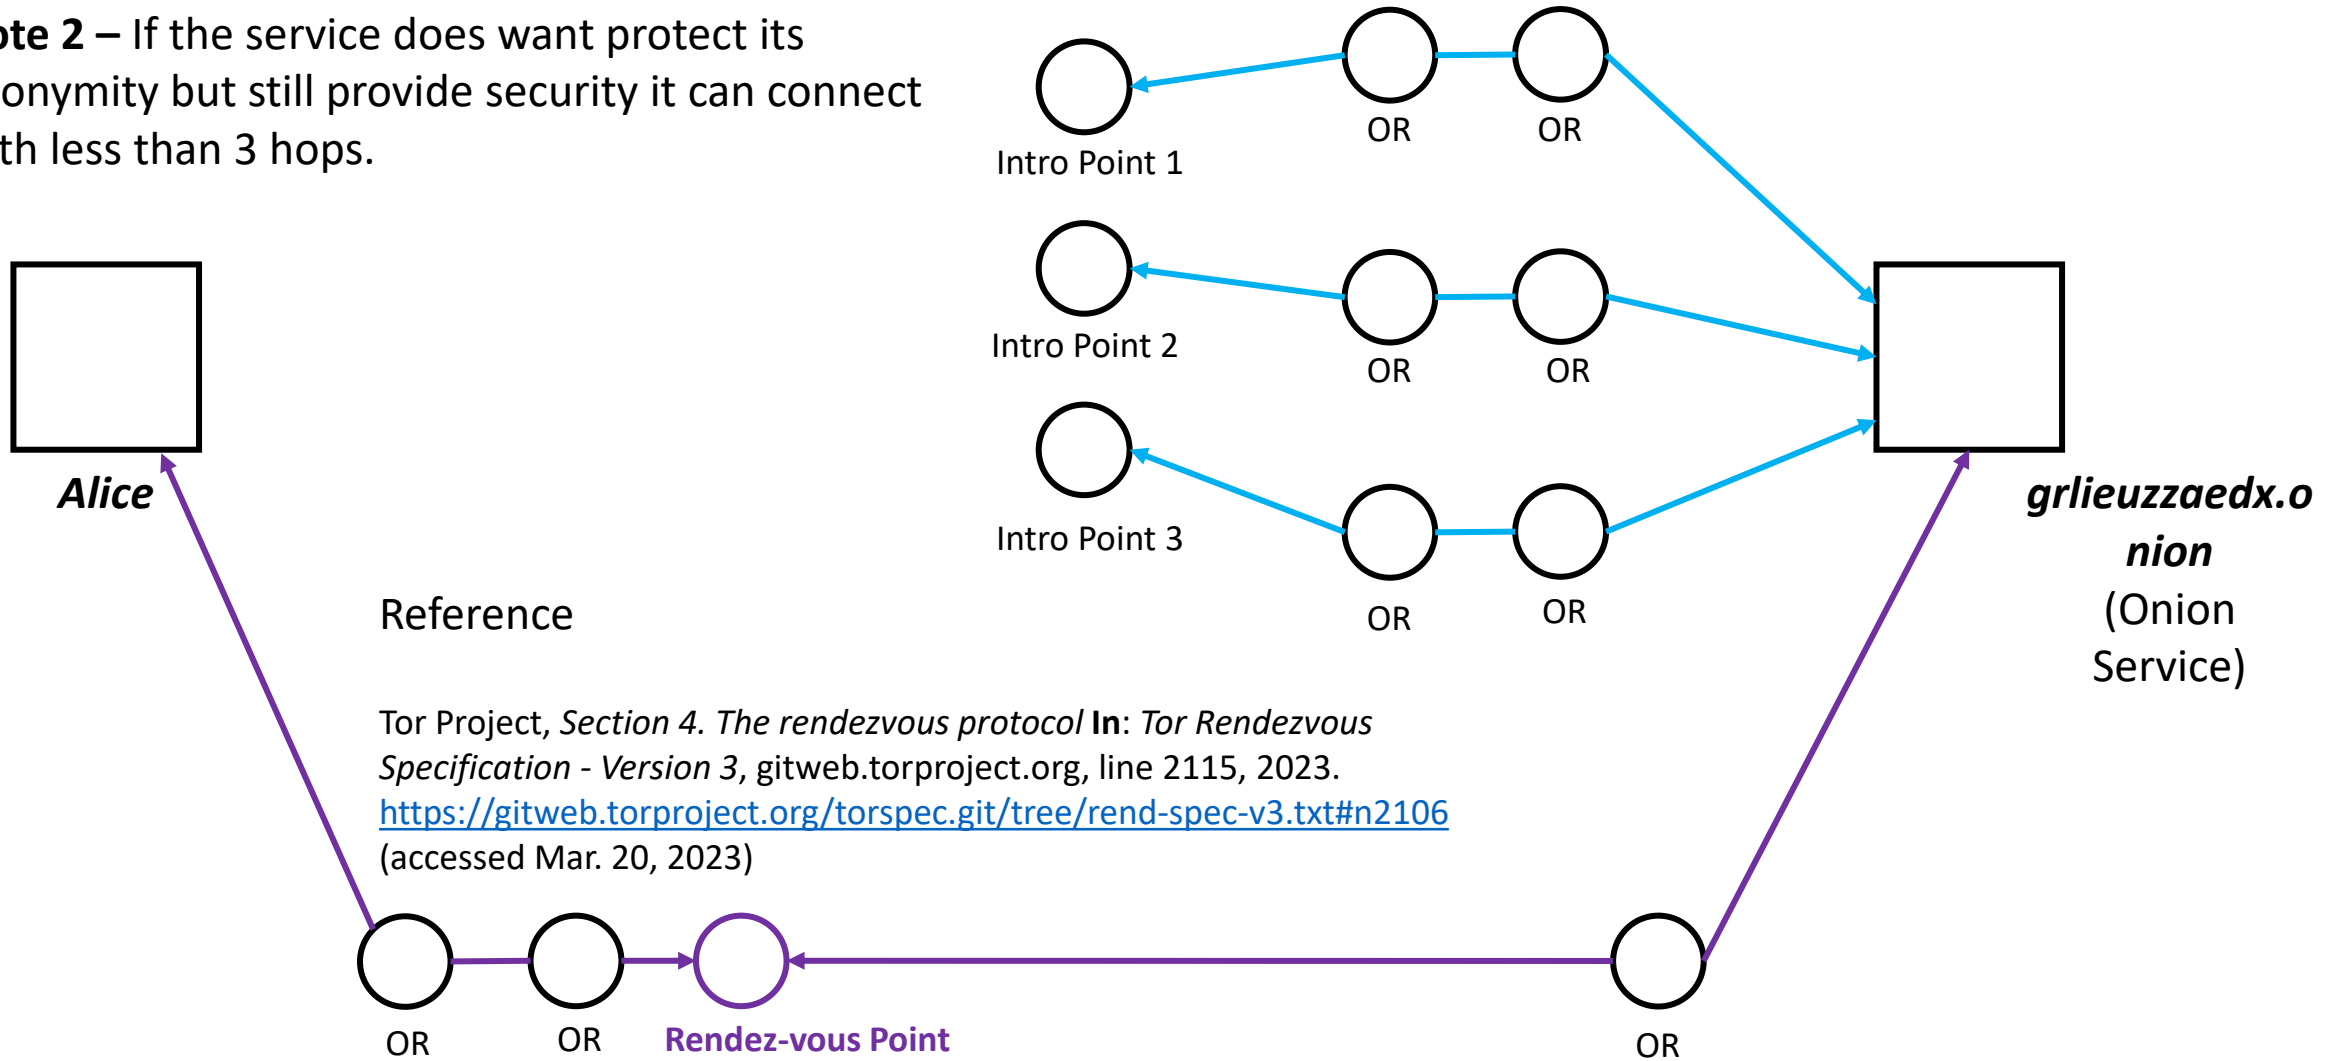 ote 2 – If the service does want protect its
onymity but still provide security it can connect
th less than 3 hops.
OR
OR
Intro Point 1
Intro Point 2
OR
OR
Intro Point 3
Alice
grlieuzzaedx.o
nion
(Onion
Service)
OR
OR
Reference
Tor Project, Section 4. The rendezvous protocol In: Tor Rendezvous
Specification - Version 3, gitweb.torproject.org, line 2115, 2023.
https://gitweb.torproject.org/torspec.git/tree/rend-spec-v3.txt#n2106
(accessed Mar. 20, 2023)
OR
OR
Rendez-vous Point
OR